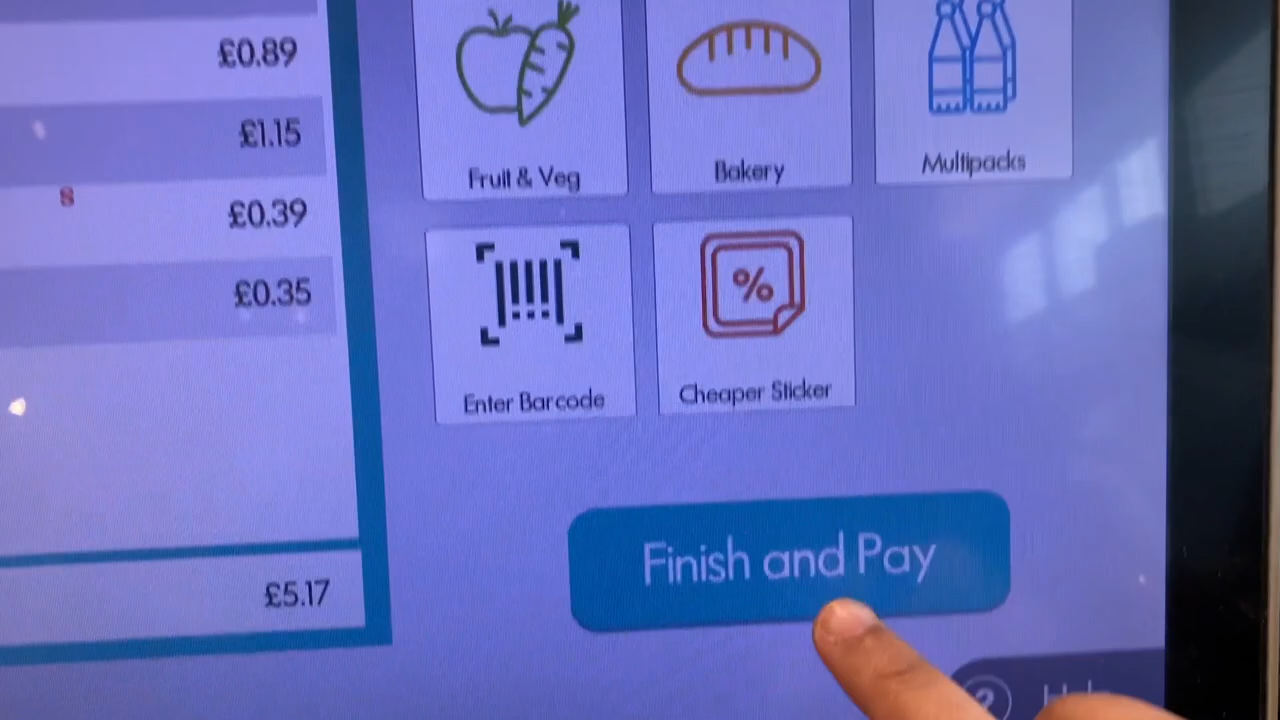 £0.89
£1.15
s
£0.39
£0.35
£5.17
Fruit & Veg
Bakery
Multipacks
%
Enter Barcode
Cheaper Sticker
Finish and Pay
?